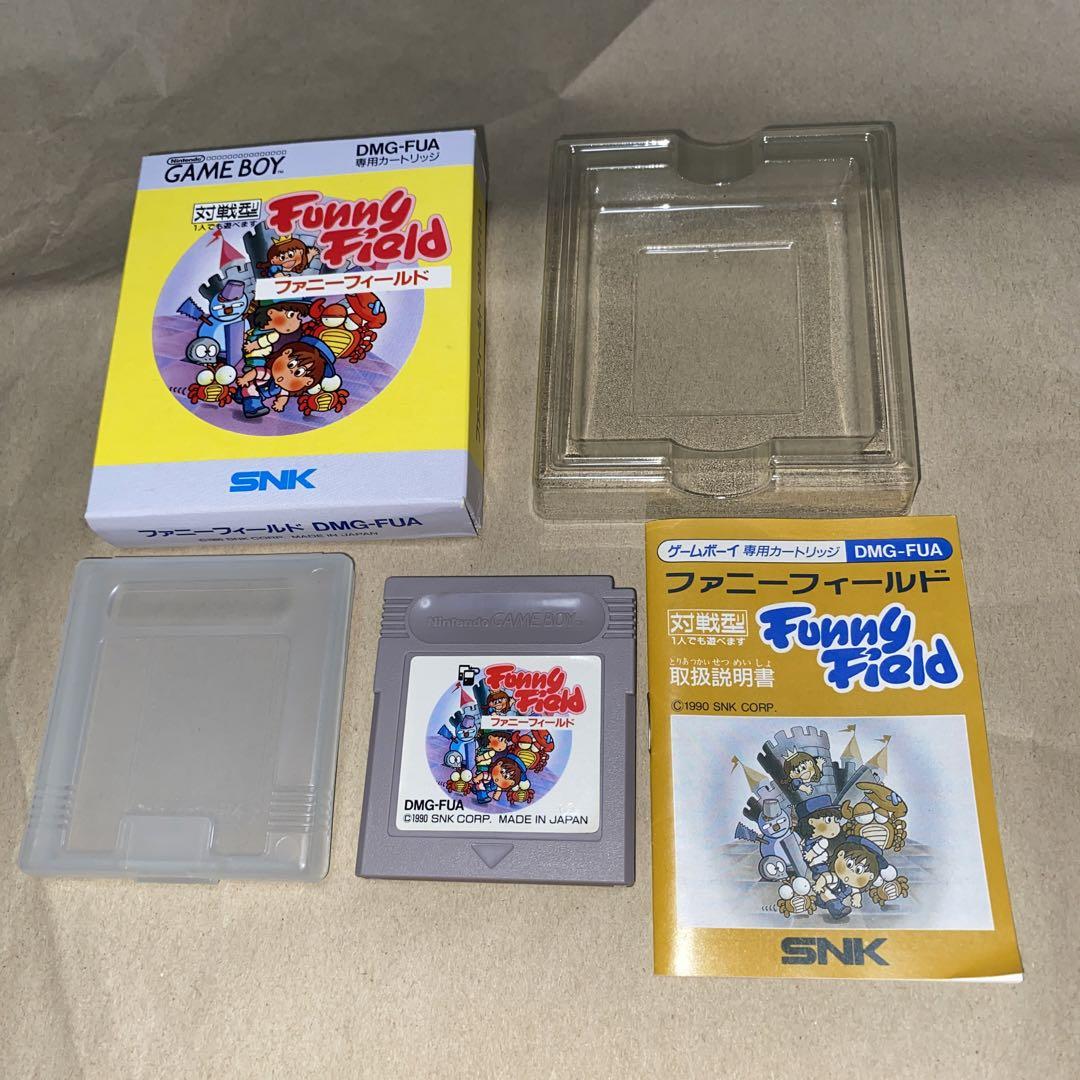 Nintendo
GAME BOY™
DMG-FUA
専用カートリッジ
対戦型
1人でも遊べます
Funny
Field
ファニーフィールド
SNK
ファニーフィールド DMG-FUA
©1990 SNK CORP. MADE IN JAPAN
Nintendo GAME BOY™
Funny
Field
ファニーフィールド
DMG-FUA
©1990 SNK CORP. MADE IN JAPAN
ゲームボーイ 専用カートリッジ DMG-FUA
ファニーフィールド
対戦型
1人でも遊べます
Funny
Field
とりあつかいせつめいしょ
取扱説明書
©1990 SNK CORP.
SNK